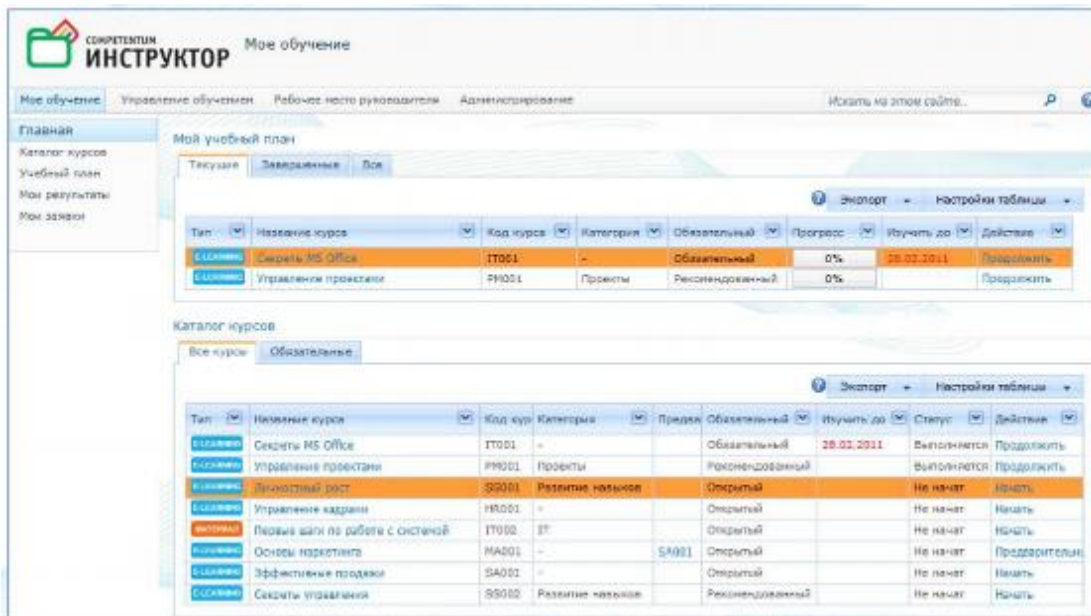 COMPETENTUM
ИНСТРУКТОР
Мое обучение
Мое обучение Управление обучением Рабочее место руководителя Администрирование Искать на этом сайте...
Главная
Каталог курсов
Учебный план
Мои результаты
Мои заявки
Мой учебный план
Текущие Завершенные Все
Экспорт Настройки таблицы
Тип Название курса Код курса Категория Обязательный Прогресс Изучить до Действие
E-LEARNING Секреты MS Office IT001 - Обязательный 0% 28.02.2011 Продолжить
E-LEARNING Управление проектами PM001 Проекты Рекомендованный 0% Продолжить
Каталог курсов
Все курсы Обязательные
Экспорт Настройки таблицы
Тип Название курса Код кур Категория Предва Обязательный Изучить до Статус Действие
E-LEARNING Секреты MS Office IT001 - Обязательный 28.02.2011 Выполняется Продолжить
E-LEARNING Управление проектами PM001 Проекты Рекомендованный Выполняется Продолжить
E-LEARNING Личностный рост SS001 Развитие навыков Открытый Не начат Начать
E-LEARNING Управление кадрами HR001 - Открытый Не начат Начать
MATERIAL Первые шаги по работе с системой IT002 IT Открытый Не начат Начать
E-LEARNING Основы маркетинга MA001 - SA001 Открытый Не начат Предварительн
E-LEARNING Эффективные продажи SA001 - Открытый Не начат Начать
E-LEARNING Секреты управления SS002 Развитие навыков Рекомендованный Не начат Начать